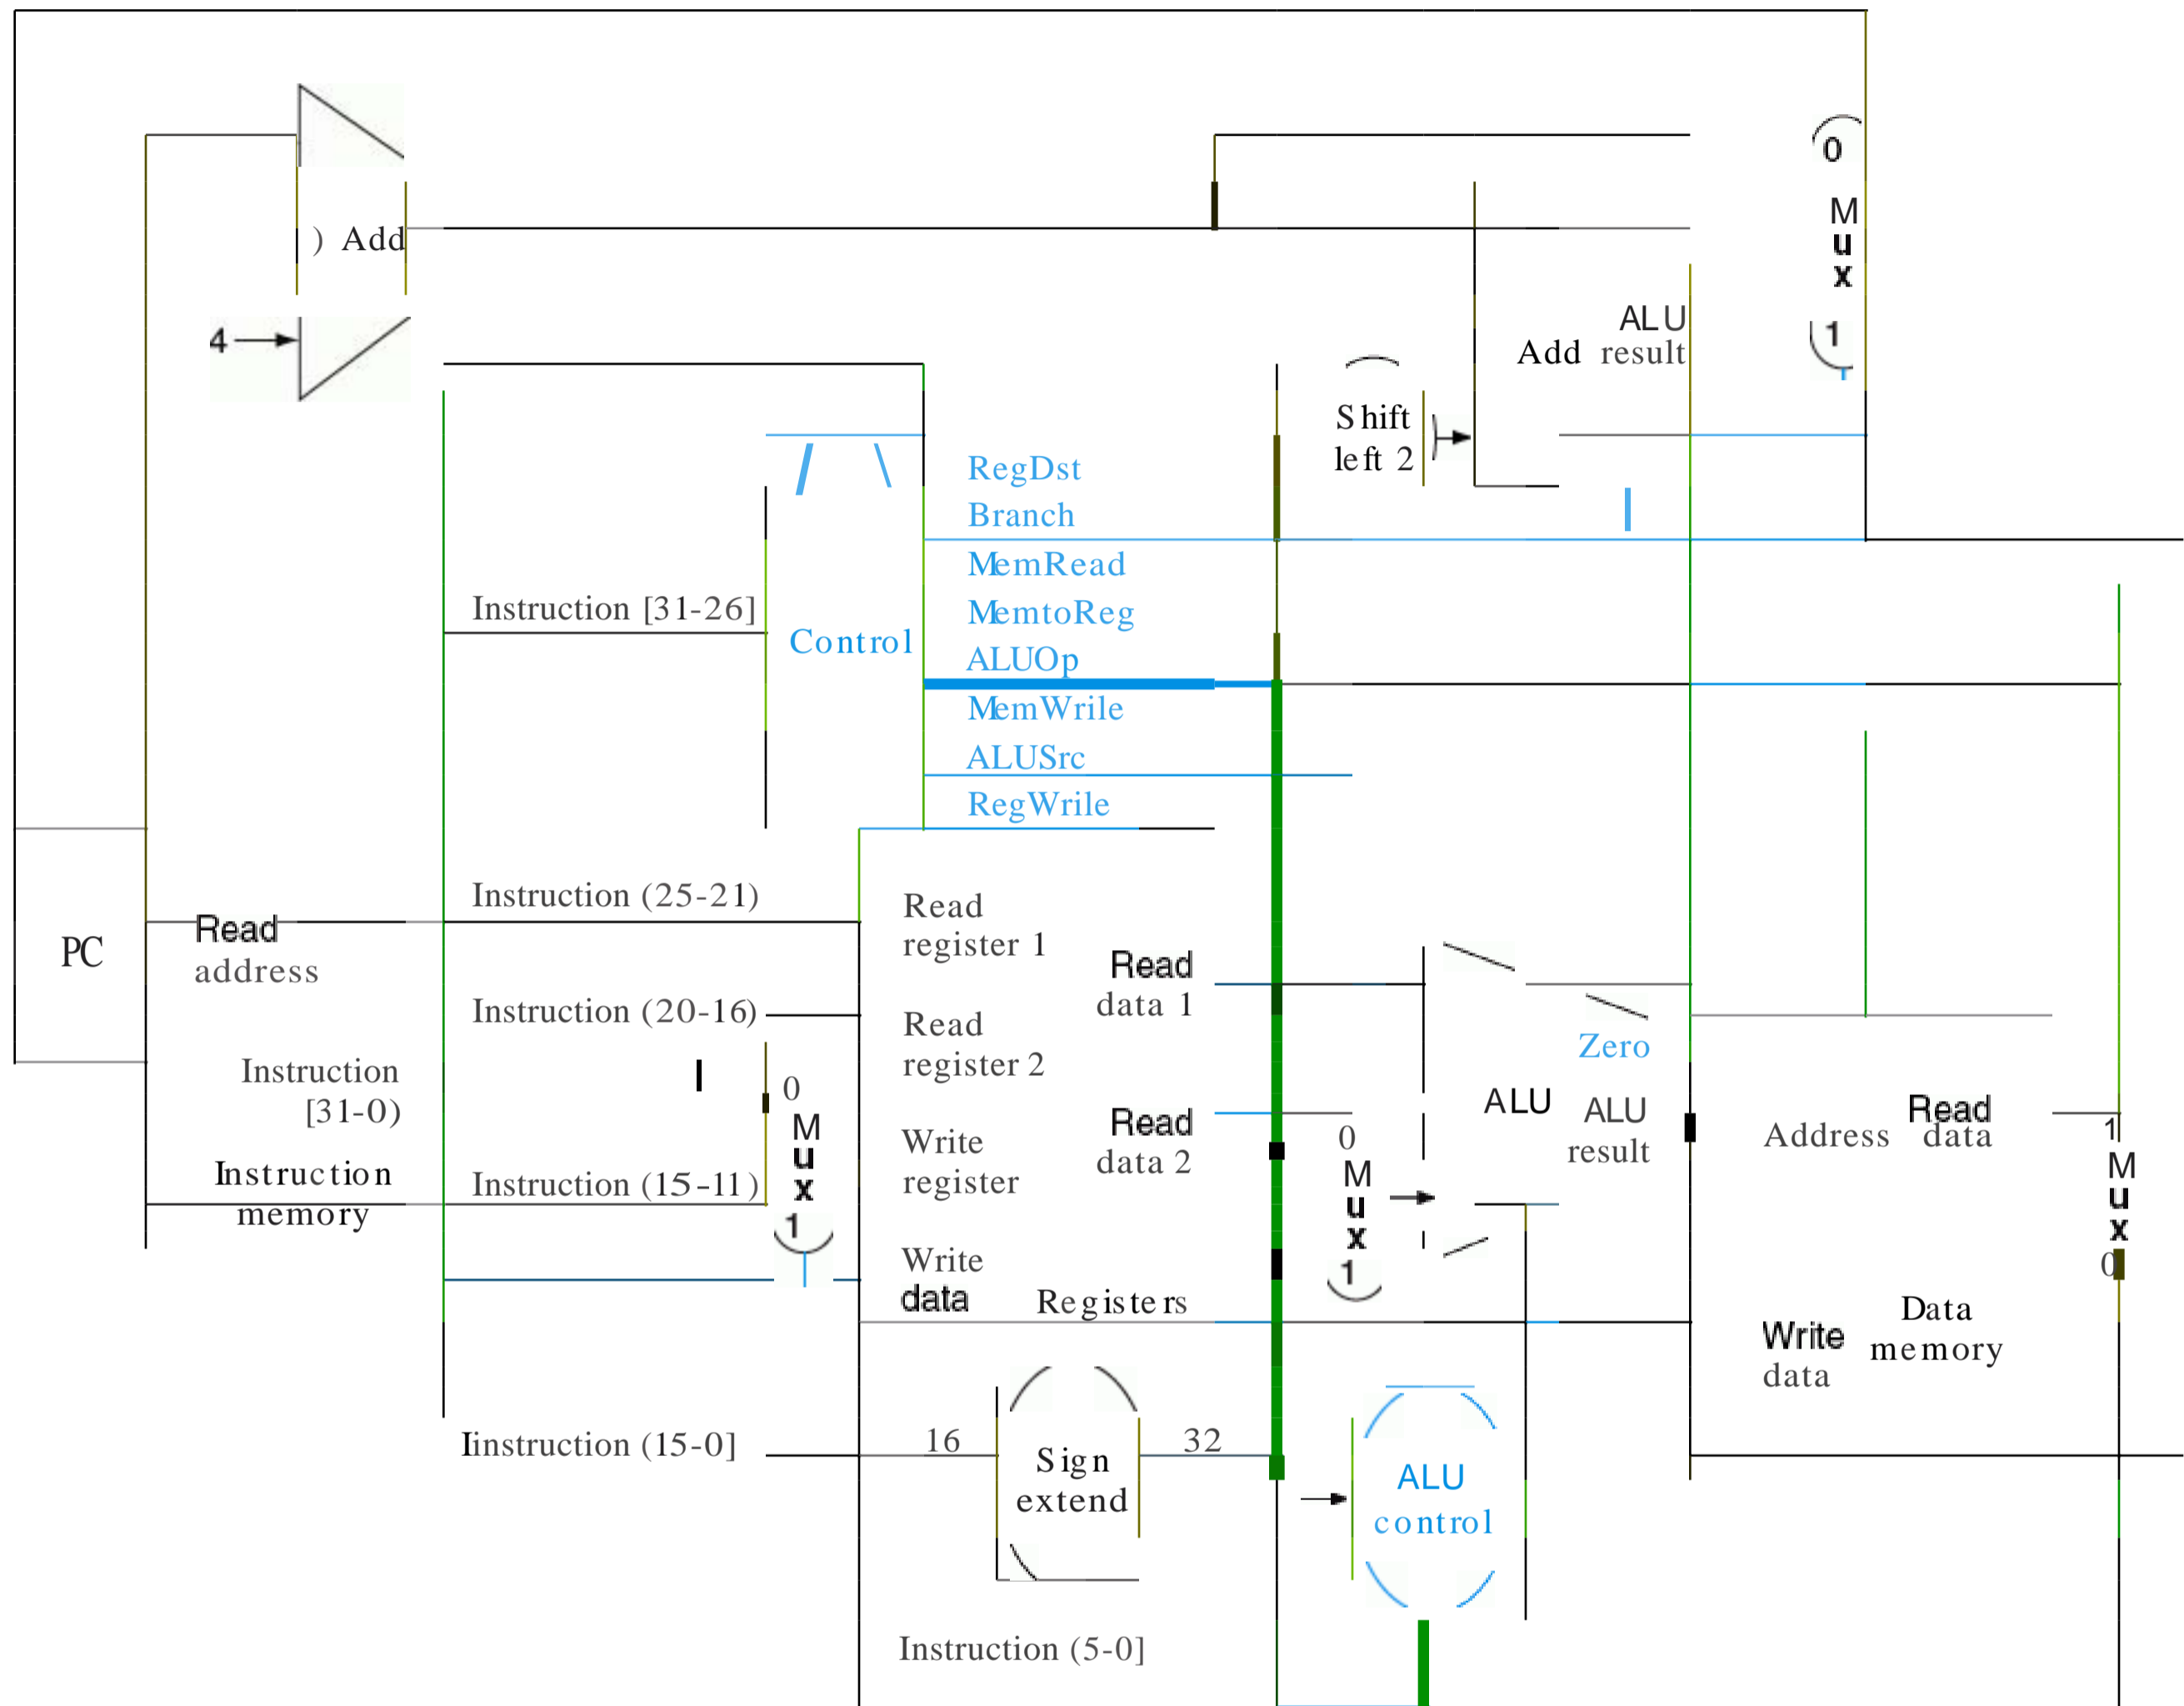 0
M
u
x
1
) Add
4
ALU
Add result
Shift
left 2
RegDst
Branch
MemRead
MemtoReg
ALUOp
MemWrile
ALUSrc
RegWrile
Instruction [31-26]
Control
PC
Read
address
Instruction
[31-0)
Instruction
memory
Instruction (25-21)
Instruction (20-16)
Instruction (15-11)
0
M
u
x
1
Read
register 1
Read
register 2
Write
register
Write
data
Read
data 1
Read
data 2
Registers
0
M
u
x
1
Zero
ALU
ALU
result
Address
Read
data
Write
data
Data
memory
1
M
u
x
0
Iinstruction (15-0]
16
Sign
extend
32
ALU
control
Instruction (5-0]